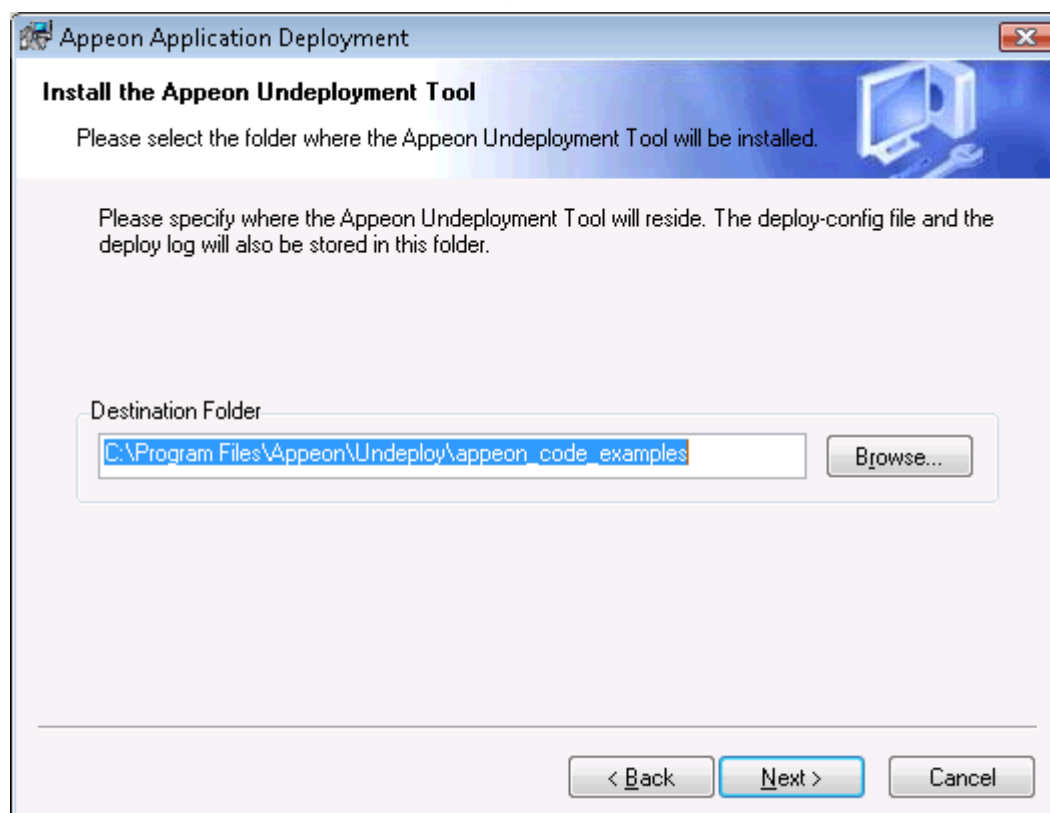 Appeon Application Deployment
Install the Appeon Undeployment Tool
Please select the folder where the Appeon Undeployment Tool will be installed.
Please specify where the Appeon Undeployment Tool will reside. The deploy-config file and the
deploy log will also be stored in this folder.
Destination Folder
C:\Program Files\Appeon\Undeploy\appeon_code_examples
Browse...
< Back
Next >
Cancel